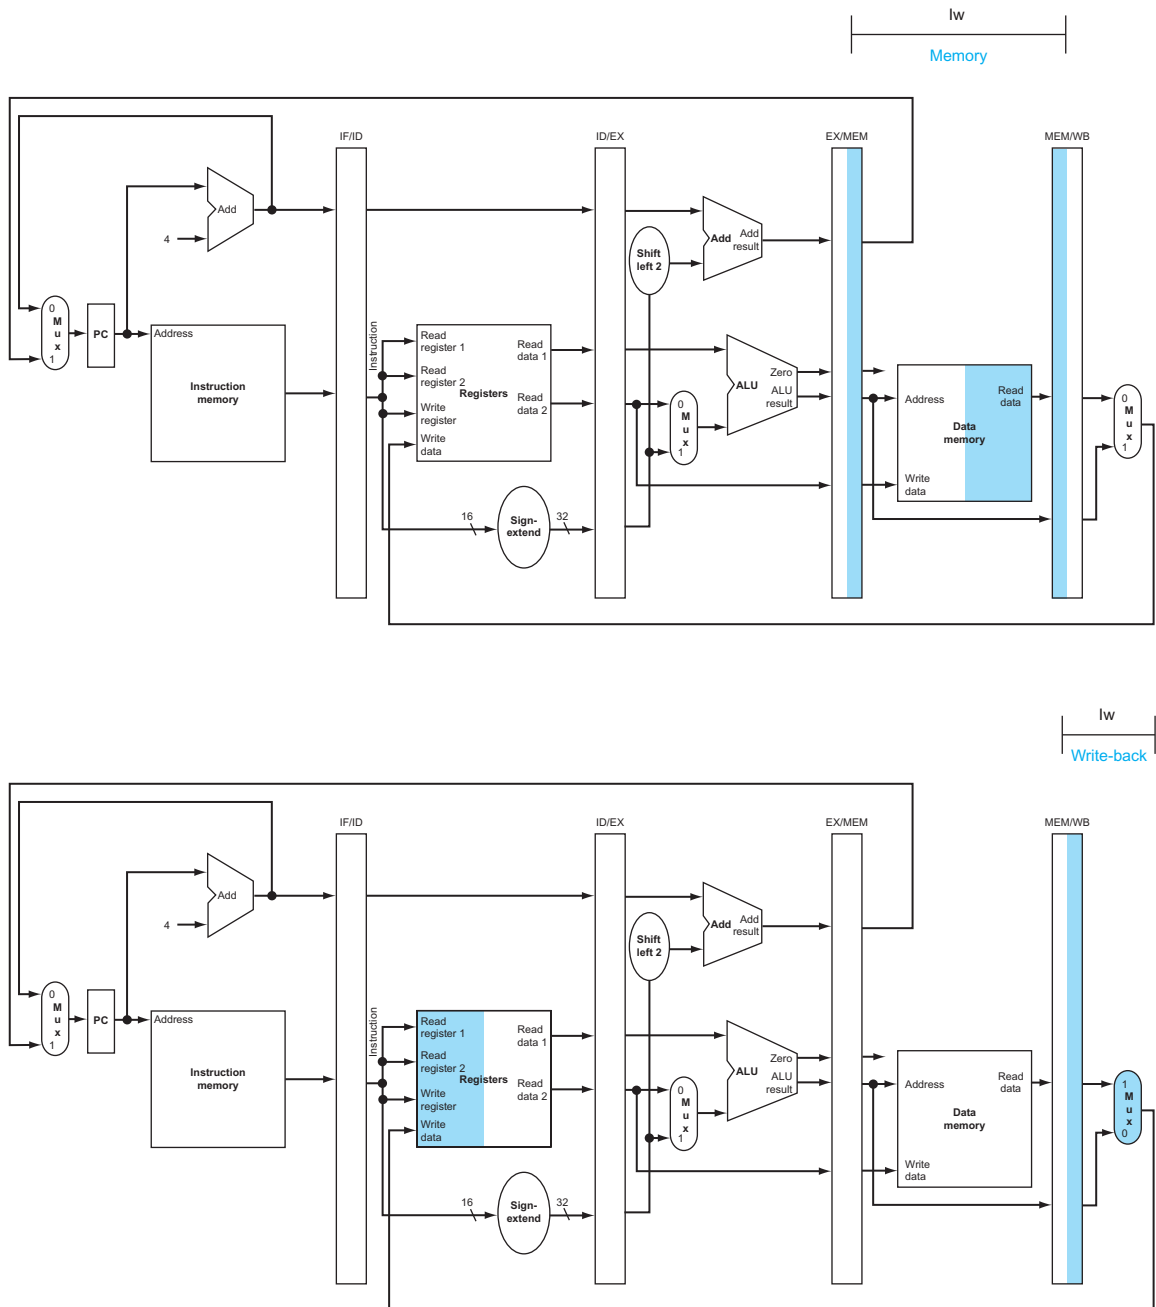 lw
Memory
IF/ID
ID/EX
EX/MEM
MEM/WB
Add
4
Shift
left 2
Add
Add
result
0
M
u
x
1
PC
Address
Instruction
memory
Instruction
Read
register 1
Read
register 2
Write
register
Write
data
Registers
Read
data 1
Read
data 2
0
M
u
x
1
Zero
ALU
ALU
result
Address
Read
data
Data
memory
Write
data
0
M
u
x
1
16
Sign-
extend
32
lw
Write-back
IF/ID
ID/EX
EX/MEM
MEM/WB
Add
4
Shift
left 2
Add
Add
result
0
M
u
x
1
PC
Address
Instruction
memory
Instruction
Read
register 1
Read
register 2
Write
register
Write
data
Registers
Read
data 1
Read
data 2
0
M
u
x
1
Zero
ALU
ALU
result
Address
Read
data
Data
memory
Write
data
1
M
u
x
0
16
Sign-
extend
32